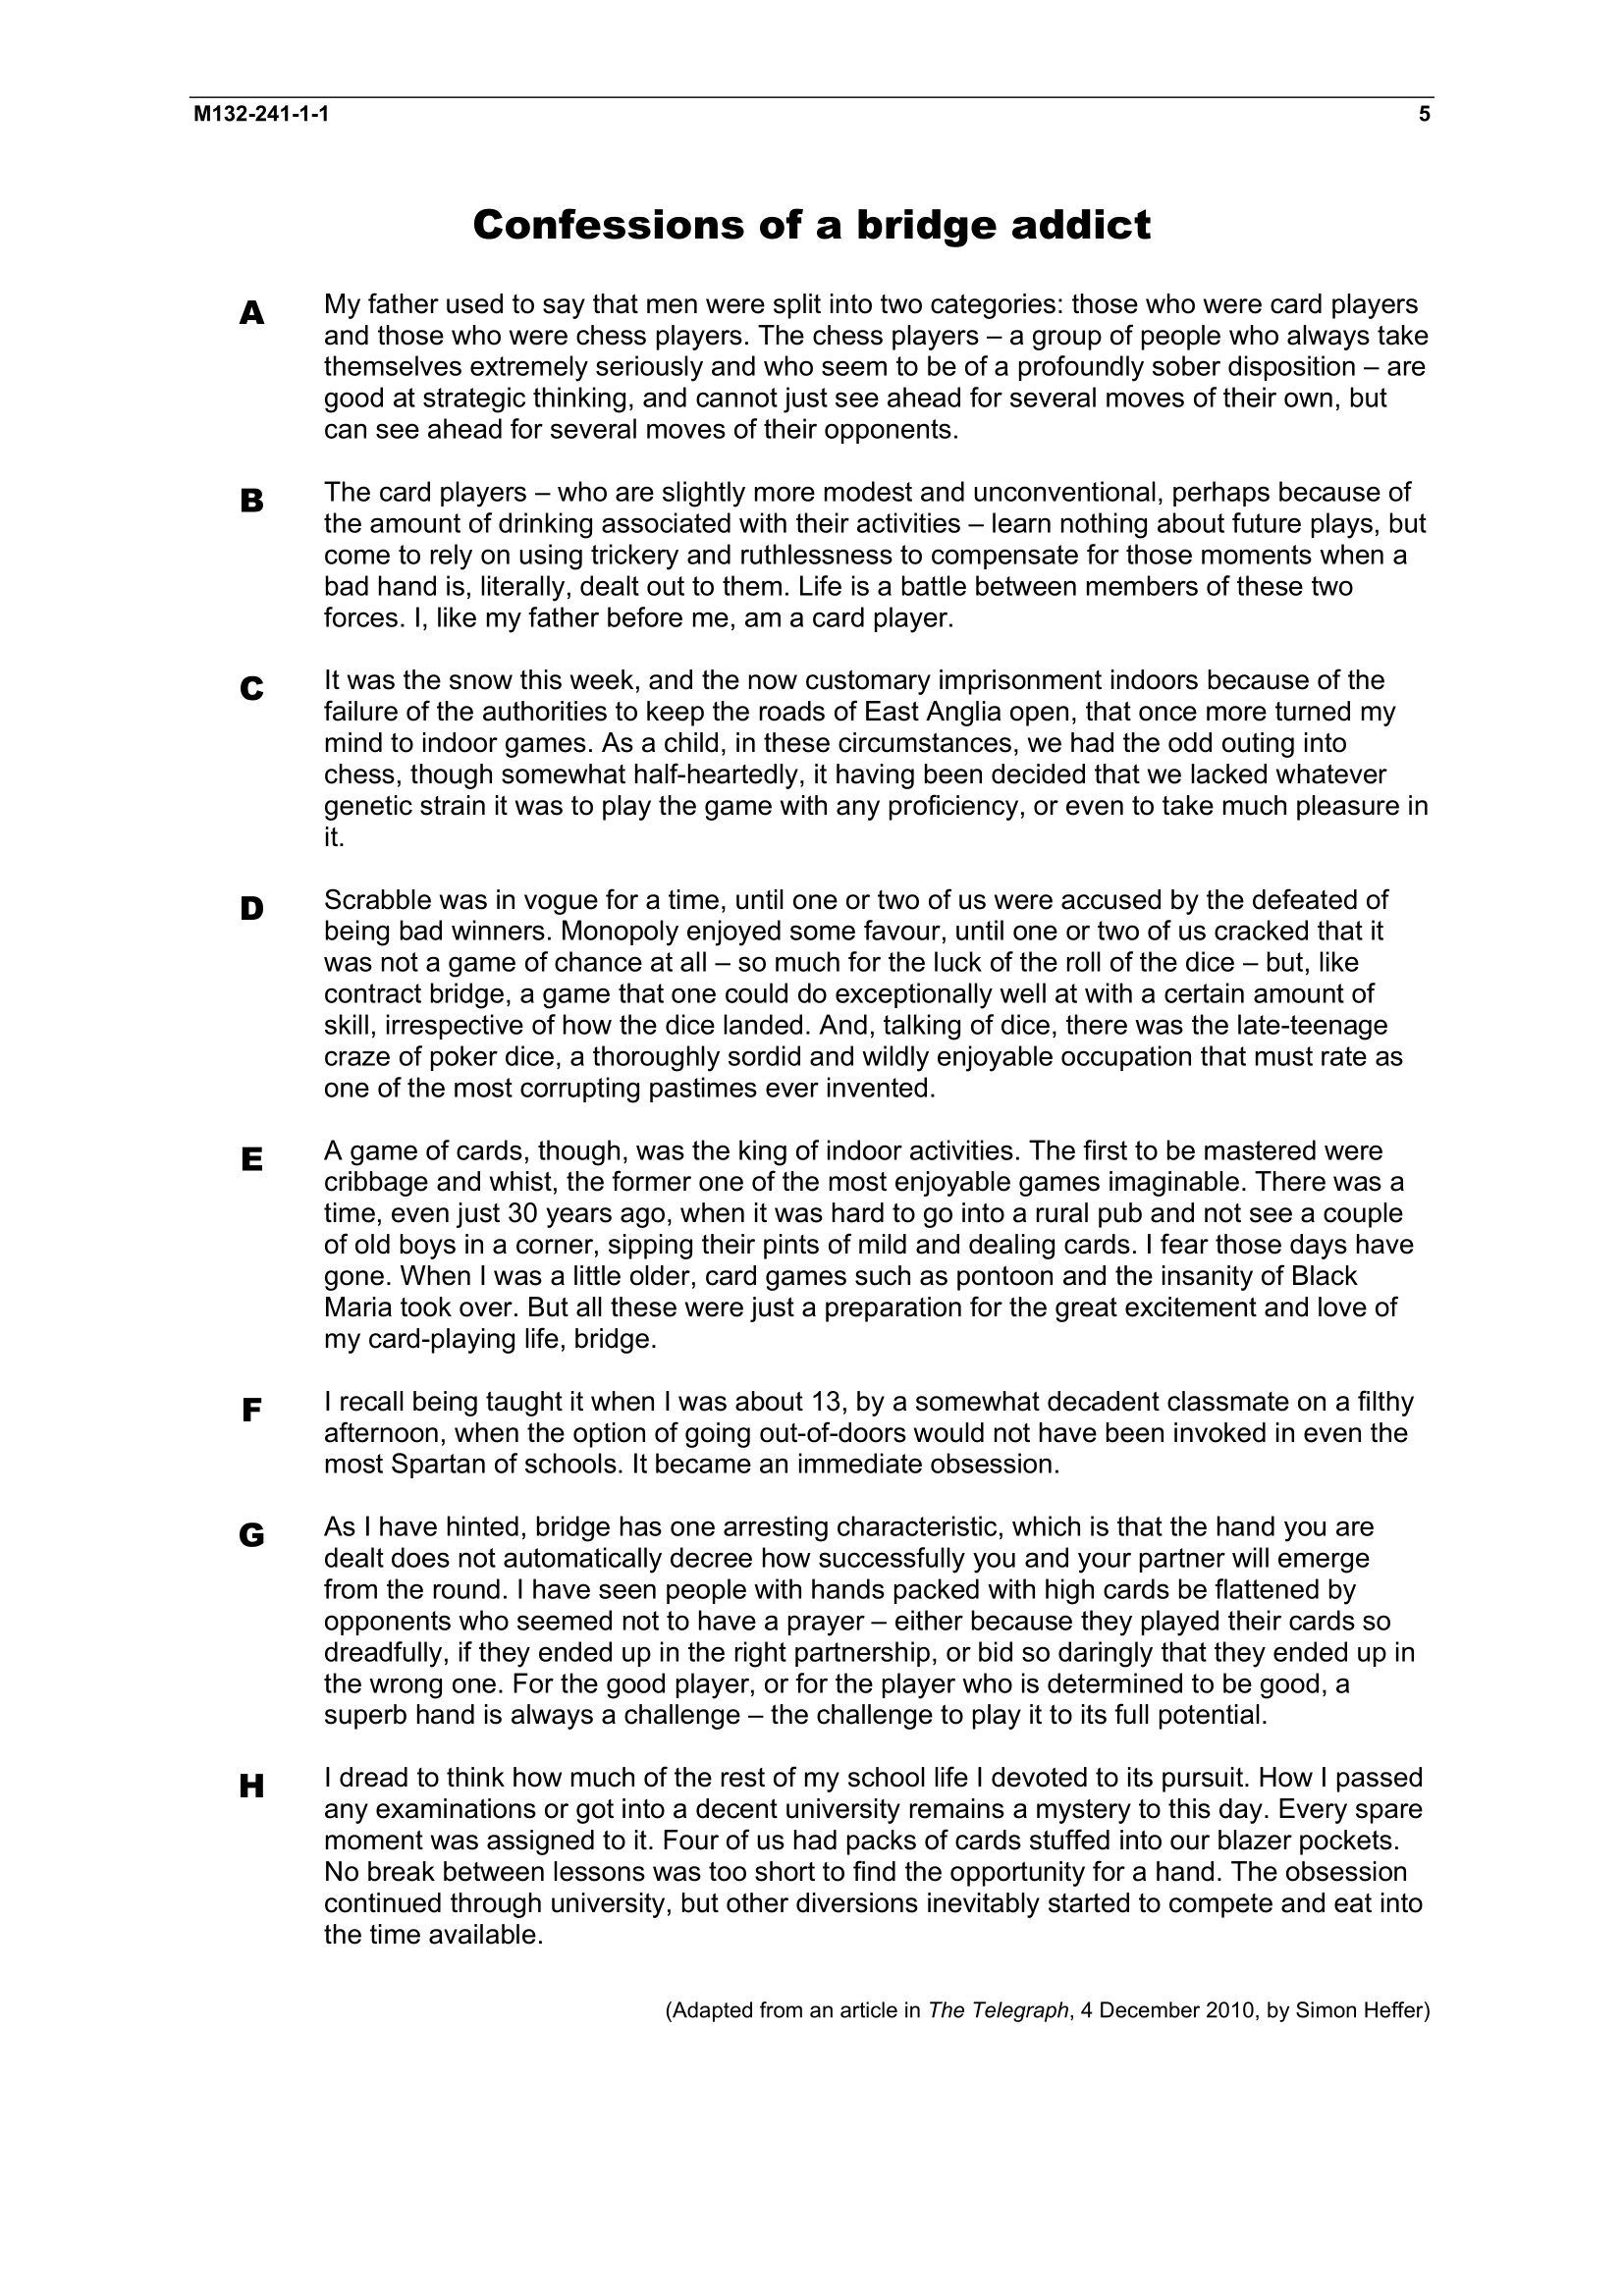 M132-241-1-1 5
Confessions of a bridge addict
A My father used to say that men were split into two categories: those who were card players
and those who were chess players. The chess players – a group of people who always take
themselves extremely seriously and who seem to be of a profoundly sober disposition – are
good at strategic thinking, and cannot just see ahead for several moves of their own, but
can see ahead for several moves of their opponents.
B The card players – who are slightly more modest and unconventional, perhaps because of
the amount of drinking associated with their activities – learn nothing about future plays, but
come to rely on using trickery and ruthlessness to compensate for those moments when a
bad hand is, literally, dealt out to them. Life is a battle between members of these two
forces. I, like my father before me, am a card player.
C It was the snow this week, and the now customary imprisonment indoors because of the
failure of the authorities to keep the roads of East Anglia open, that once more turned my
mind to indoor games. As a child, in these circumstances, we had the odd outing into
chess, though somewhat half-heartedly, it having been decided that we lacked whatever
genetic strain it was to play the game with any proficiency, or even to take much pleasure in
it.
D Scrabble was in vogue for a time, until one or two of us were accused by the defeated of
being bad winners. Monopoly enjoyed some favour, until one or two of us cracked that it
was not a game of chance at all – so much for the luck of the roll of the dice – but, like
contract bridge, a game that one could do exceptionally well at with a certain amount of
skill, irrespective of how the dice landed. And, talking of dice, there was the late-teenage
craze of poker dice, a thoroughly sordid and wildly enjoyable occupation that must rate as
one of the most corrupting pastimes ever invented.
E A game of cards, though, was the king of indoor activities. The first to be mastered were
cribbage and whist, the former one of the most enjoyable games imaginable. There was a
time, even just 30 years ago, when it was hard to go into a rural pub and not see a couple
of old boys in a corner, sipping their pints of mild and dealing cards. I fear those days have
gone. When I was a little older, card games such as pontoon and the insanity of Black
Maria took over. But all these were just a preparation for the great excitement and love of
my card-playing life, bridge.
F I recall being taught it when I was about 13, by a somewhat decadent classmate on a filthy
afternoon, when the option of going out-of-doors would not have been invoked in even the
most Spartan of schools. It became an immediate obsession.
G As I have hinted, bridge has one arresting characteristic, which is that the hand you are
dealt does not automatically decree how successfully you and your partner will emerge
from the round. I have seen people with hands packed with high cards be flattened by
opponents who seemed not to have a prayer – either because they played their cards so
dreadfully, if they ended up in the right partnership, or bid so daringly that they ended up in
the wrong one. For the good player, or for the player who is determined to be good, a
superb hand is always a challenge – the challenge to play it to its full potential.
H I dread to think how much of the rest of my school life I devoted to its pursuit. How I passed
any examinations or got into a decent university remains a mystery to this day. Every spare
moment was assigned to it. Four of us had packs of cards stuffed into our blazer pockets.
No break between lessons was too short to find the opportunity for a hand. The obsession
continued through university, but other diversions inevitably started to compete and eat into
the time available.
(Adapted from an article in The Telegraph, 4 December 2010, by Simon Heffer)